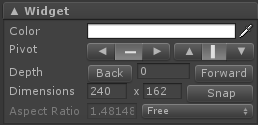 Widget
Color
Pivot
Depth Back 0 Forward
Dimensions 240 x 162 Snap
Aspect Ratio 1.48148 Free